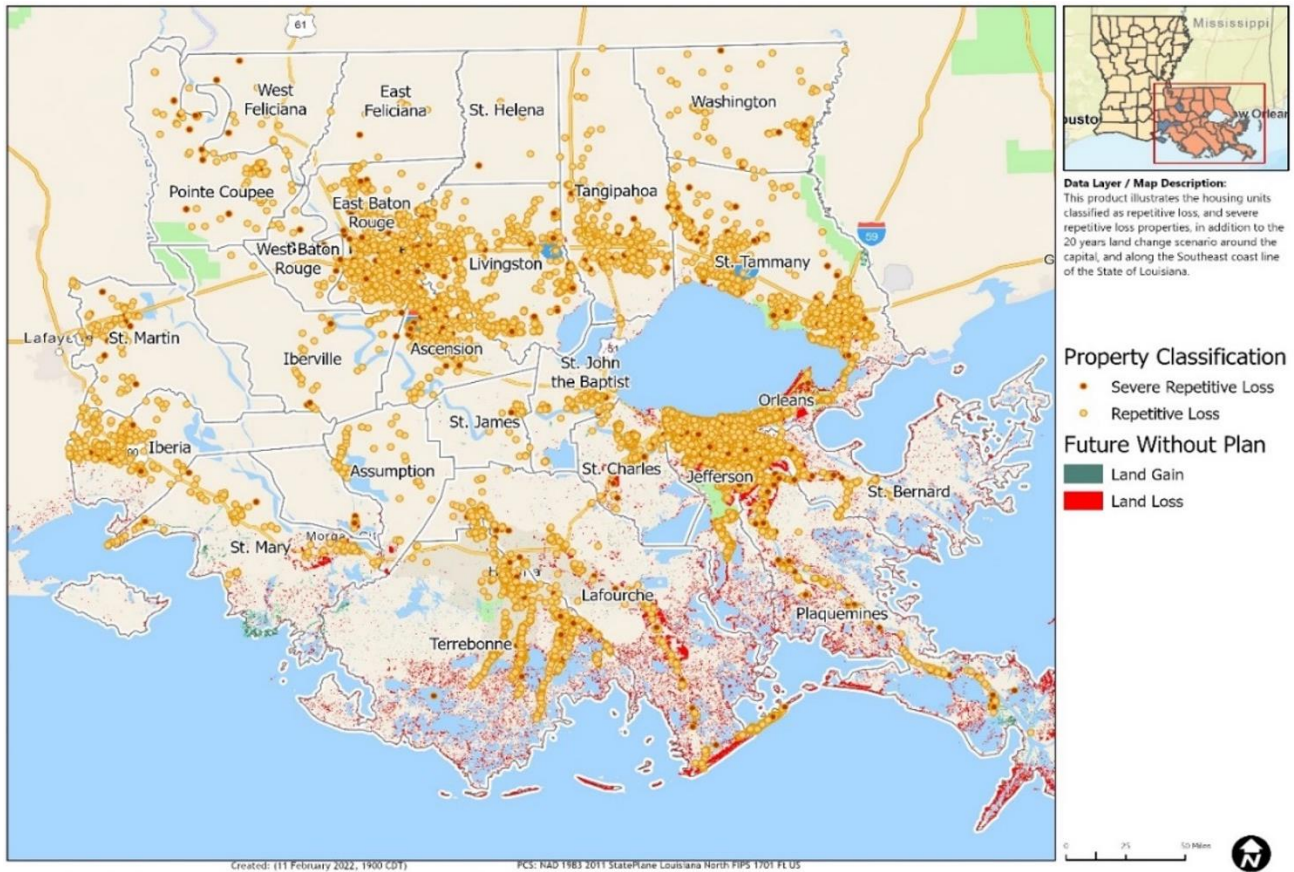 61
West
Feliciana
East
Feliciana
St. Helena
Washington
Pointe Coupee
Tangipahoa
East Baton
Rouge
West Baton
Rouge
Livingston
St. Tammany
59
G
Lafaye
St. Martin
Iberville
Ascension
St. John
the Baptist
51
Orleans
St. James
Iberia
90
Assumption
St. Charles
Jefferson
St. Bernard
St. Mary
Morga
Lafourche
Plaquemines
Terrebonne
Created: (11 February 2022, 1900 CDT)
PCS: NAD 1983 2011 StatePlane Louisiana North FIPS 1701 Ft US
Mississippi
ousto
w Orlean
Data Layer / Map Description:
This product illustrates the housing units
classified as repetitive loss, and severe
repetitive loss properties, in addition to the
20 years land change scenario around the
capital, and along the Southeast coast line
of the State of Louisiana.
Property Classification
Severe Repetitive Loss
Repetitive Loss
Future Without Plan
Land Gain
Land Loss
0
25
50 Miles
N